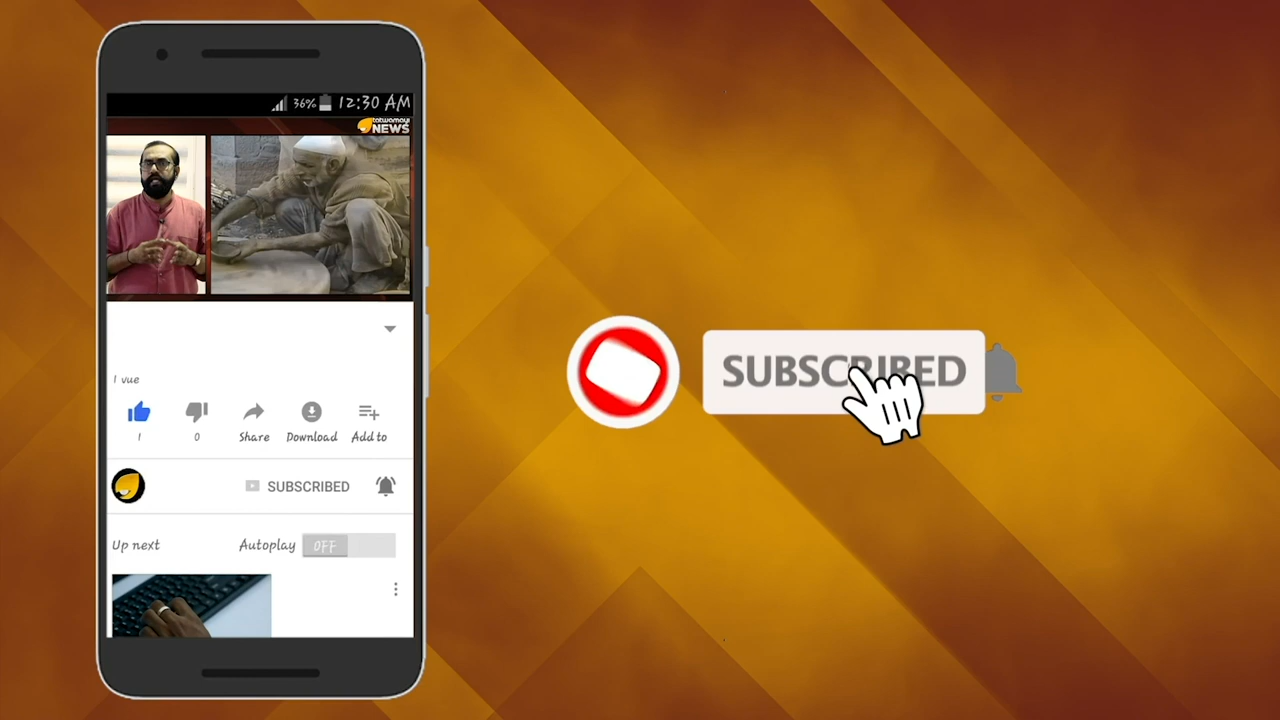 36% 12:30 AM
tatwamayi
NEWS
1 vue
1
0
Share
Download
Add to
SUBSCRIBED
Up next
Autoplay
OFF
SUBSCRIBED